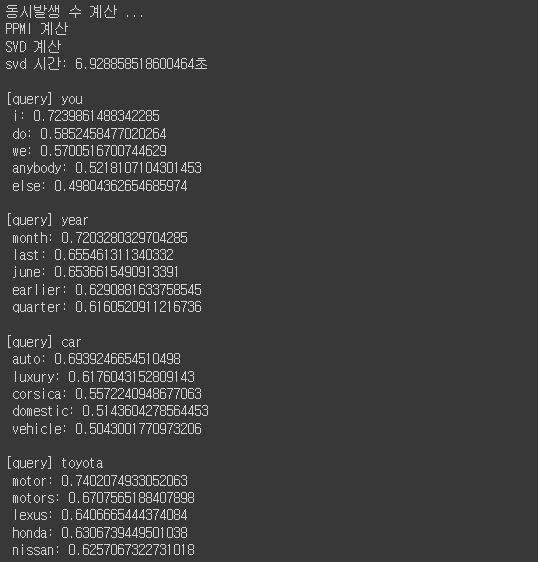 동시발생 수 계산 ...
PPMI 계산
SVD 계산
svd 시간: 6.928858518600464초
[query] you
i: 0.7239861488342285
do: 0.5852458477020264
we: 0.5700516700744629
anybody: 0.5218107104301453
else: 0.49804362654685974
[query] year
month: 0.7203280329704285
last: 0.655461311340332
june: 0.6536615490913391
earlier: 0.6290881633758545
quarter: 0.6160520911216736
[query] car
auto: 0.6939246654510498
luxury: 0.6176043152809143
corsica: 0.5572240948677063
domestic: 0.5143604278564453
vehicle: 0.5043001770973206
[query] toyota
motor: 0.7402074933052063
motors: 0.6707565188407898
lexus: 0.6406665444374084
honda: 0.6306739449501038
nissan: 0.6257067322731018